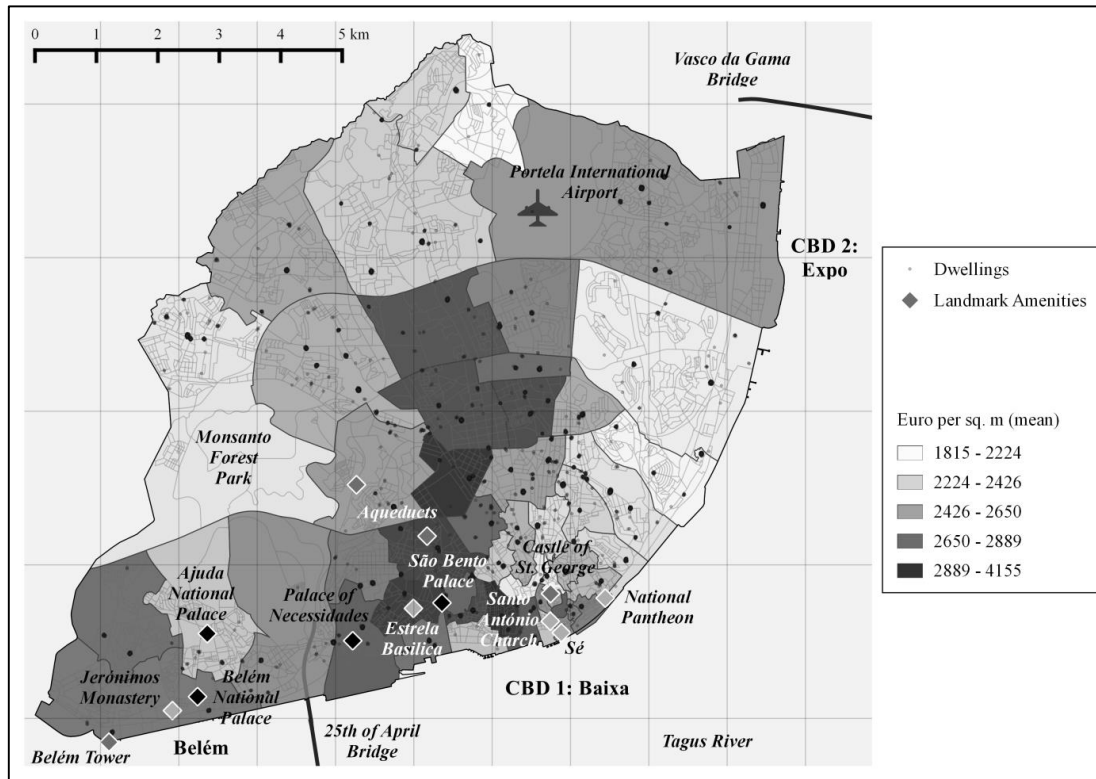 0 1 2 3 4 5 km
Vasco da Gama
Bridge
Portela International
Airport
CBD 2:
Expo
Dwellings
Landmark Amenities
Euro per sq. m (mean)
1815 - 2224
2224 - 2426
2426 - 2650
2650 - 2889
2889 - 4155
Monsanto
Forest
Park
Aqueducts
São Bento
Palace
Castle of
St. George
Ajuda
National
Palace
Palace of
Necessidades
Estrela
Basilica
Santo
António
Charch
National
Pantheon
Sé
Jerónimos
Monastery
Belém
National
Palace
CBD 1: Baixa
Belém Tower
Belém
25th of April
Bridge
Tagus River